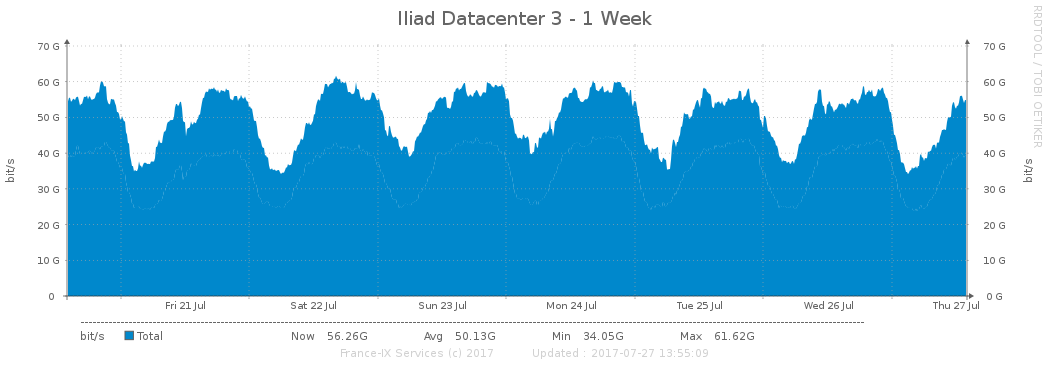 Iliad Datacenter 3 - 1 Week
RRDTOOL / TOBI OETIKER
bit/s
bit/s
70 G 70 G
60 G 60 G
50 G 50 G
40 G 40 G
30 G 30 G
20 G 20 G
10 G 10 G
0 0 G
Fri 21 Jul Sat 22 Jul Sun 23 Jul Mon 24 Jul Tue 25 Jul Wed 26 Jul Thu 27 Jul
bit/s Total Now 56.26G Avg 50.13G Min 34.05G Max 61.62G
France-IX Services (c) 2017 Updated : 2017-07-27 13:55:09